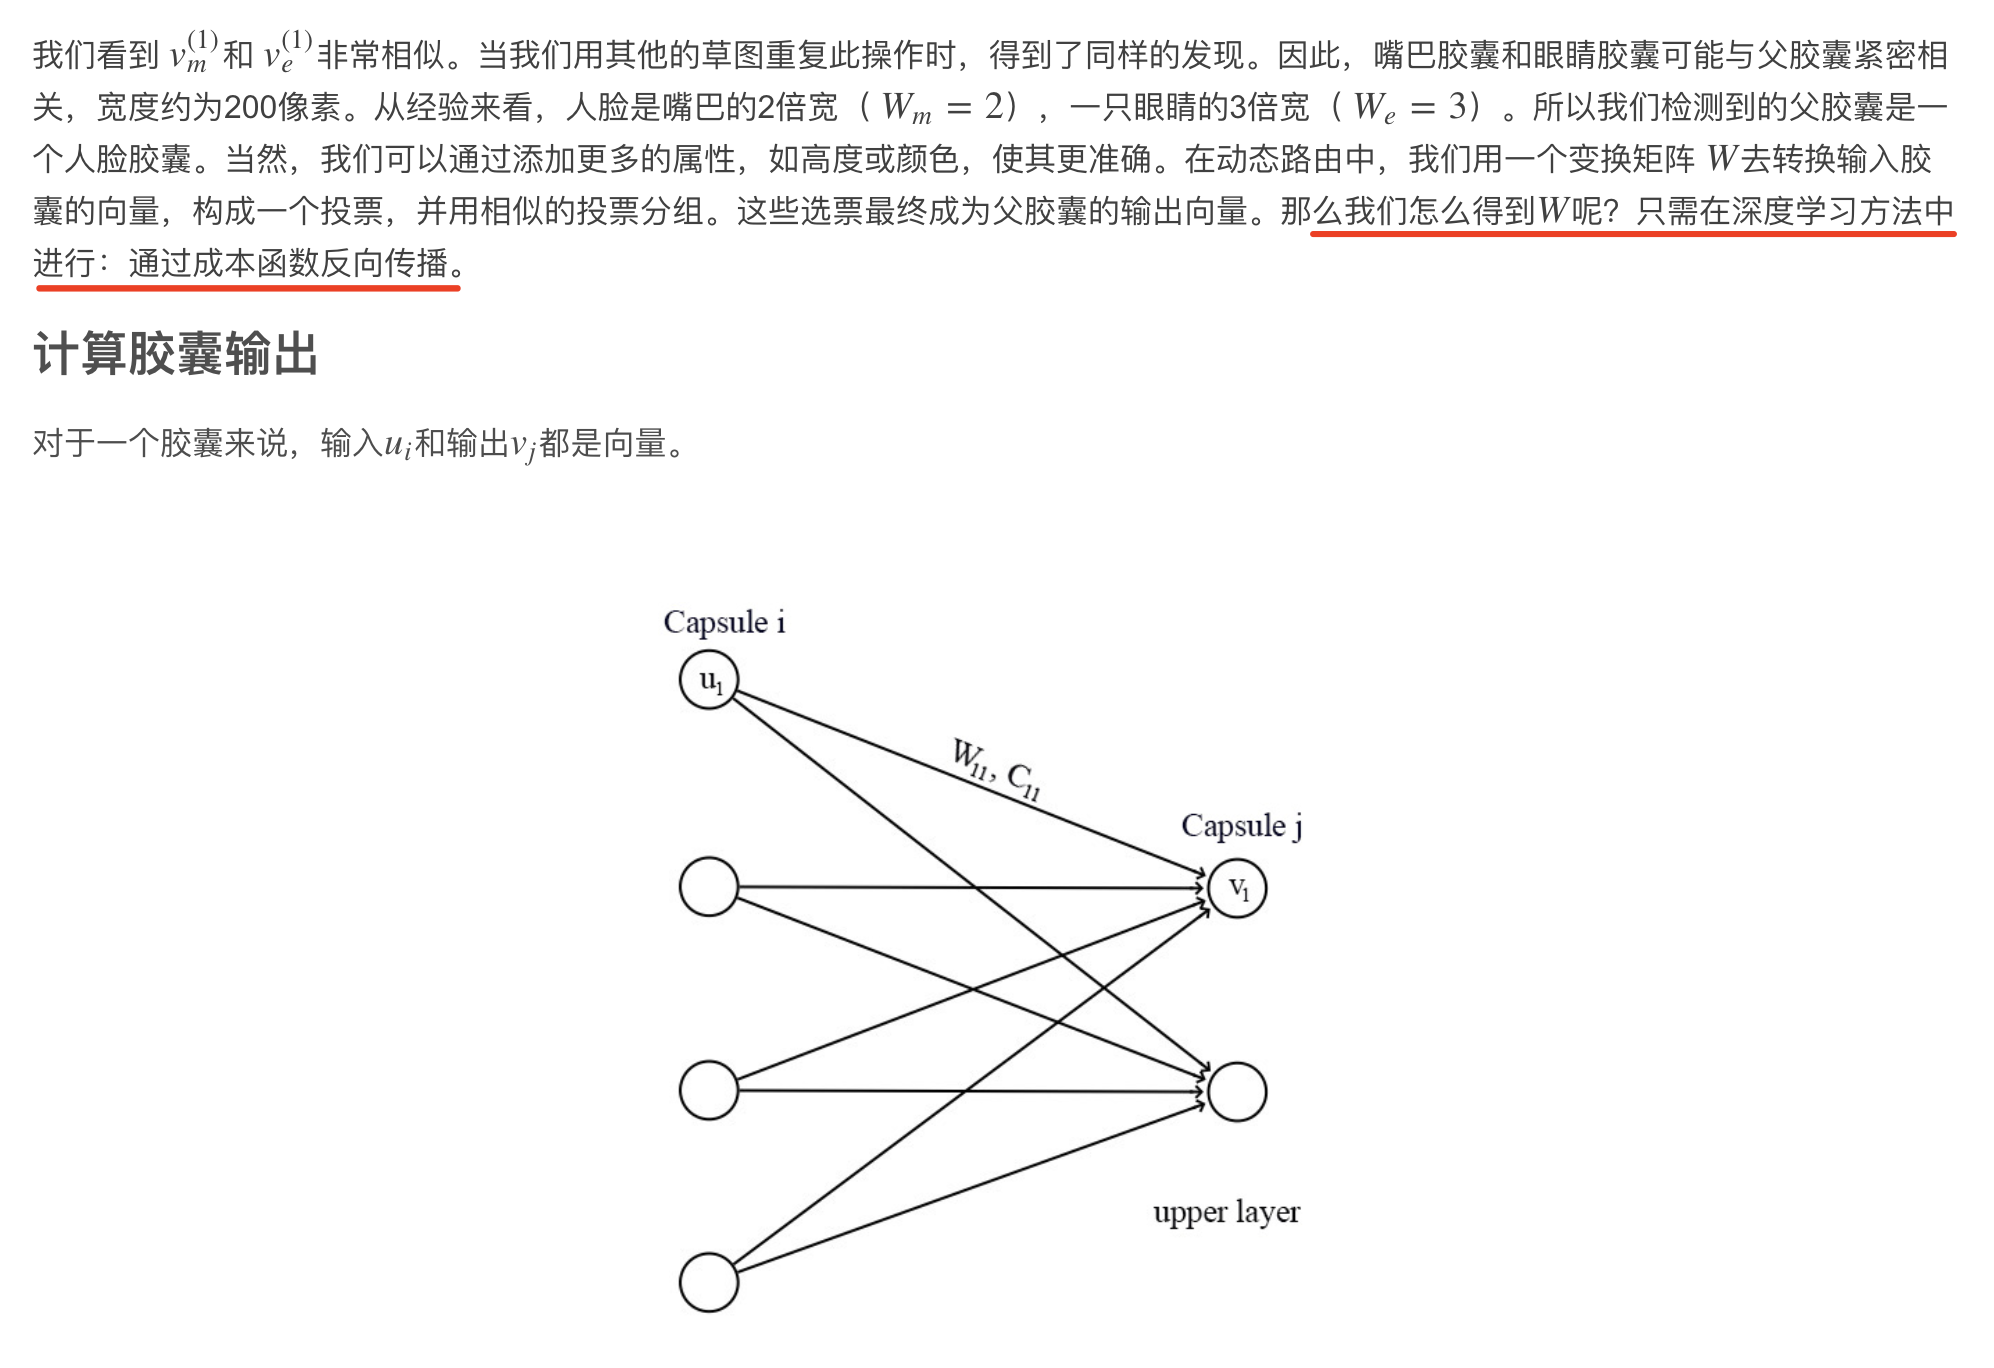 我们看到 $v_m^{(1)}$和 $v_e^{(1)}$非常相似。当我们用其他的草图重复此操作时，得到了同样的发现。因此，嘴巴胶囊和眼睛胶囊可能与父胶囊紧密相
关，宽度约为200像素。从经验来看，人脸是嘴巴的2倍宽（ $W_m = 2$），一只眼睛的3倍宽（ $W_e = 3$）。所以我们检测到的父胶囊是一
个人脸胶囊。当然，我们可以通过添加更多的属性，如高度或颜色，使其更准确。在动态路由中，我们用一个变换矩阵 $W$去转换输入胶
囊的向量，构成一个投票，并用相似的投票分组。这些选票最终成为父胶囊的输出向量。那么我们怎么得到$W$呢？只需在深度学习方法中
进行：通过成本函数反向传播。
计算胶囊输出
对于一个胶囊来说，输入$u_i$和输出$v_j$都是向量。
Capsule i
$u_1$
$W_{11}$, $C_{11}$
Capsule j
$v_1$
upper layer